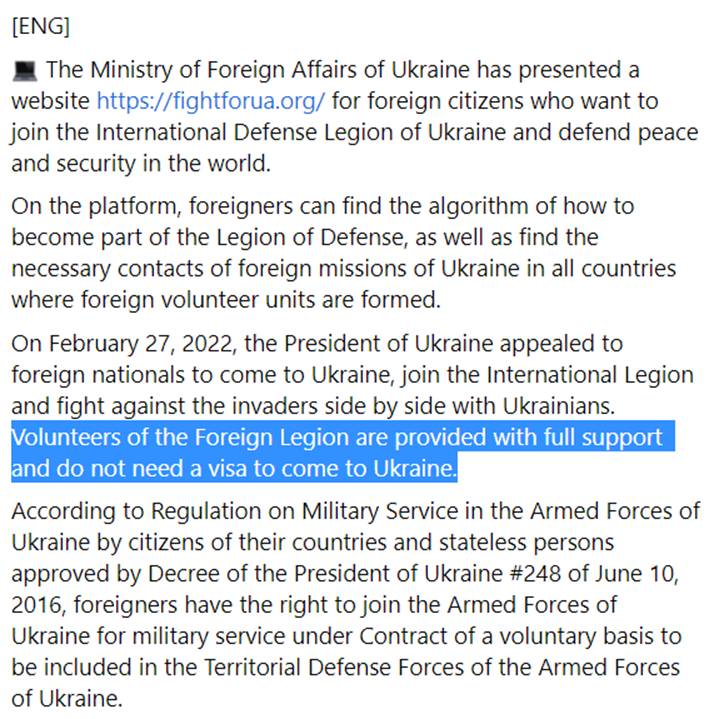 [ENG]
💻 The Ministry of Foreign Affairs of Ukraine has presented a
website https://fightforua.org/ for foreign citizens who want to
join the International Defense Legion of Ukraine and defend peace
and security in the world.
On the platform, foreigners can find the algorithm of how to
become part of the Legion of Defense, as well as find the
necessary contacts of foreign missions of Ukraine in all countries
where foreign volunteer units are formed.
On February 27, 2022, the President of Ukraine appealed to
foreign nationals to come to Ukraine, join the International Legion
and fight against the invaders side by side with Ukrainians.
Volunteers of the Foreign Legion are provided with full support
and do not need a visa to come to Ukraine.
According to Regulation on Military Service in the Armed Forces of
Ukraine by citizens of their countries and stateless persons
approved by Decree of the President of Ukraine #248 of June 10,
2016, foreigners have the right to join the Armed Forces of
Ukraine for military service under Contract of a voluntary basis to
be included in the Territorial Defense Forces of the Armed Forces
of Ukraine.